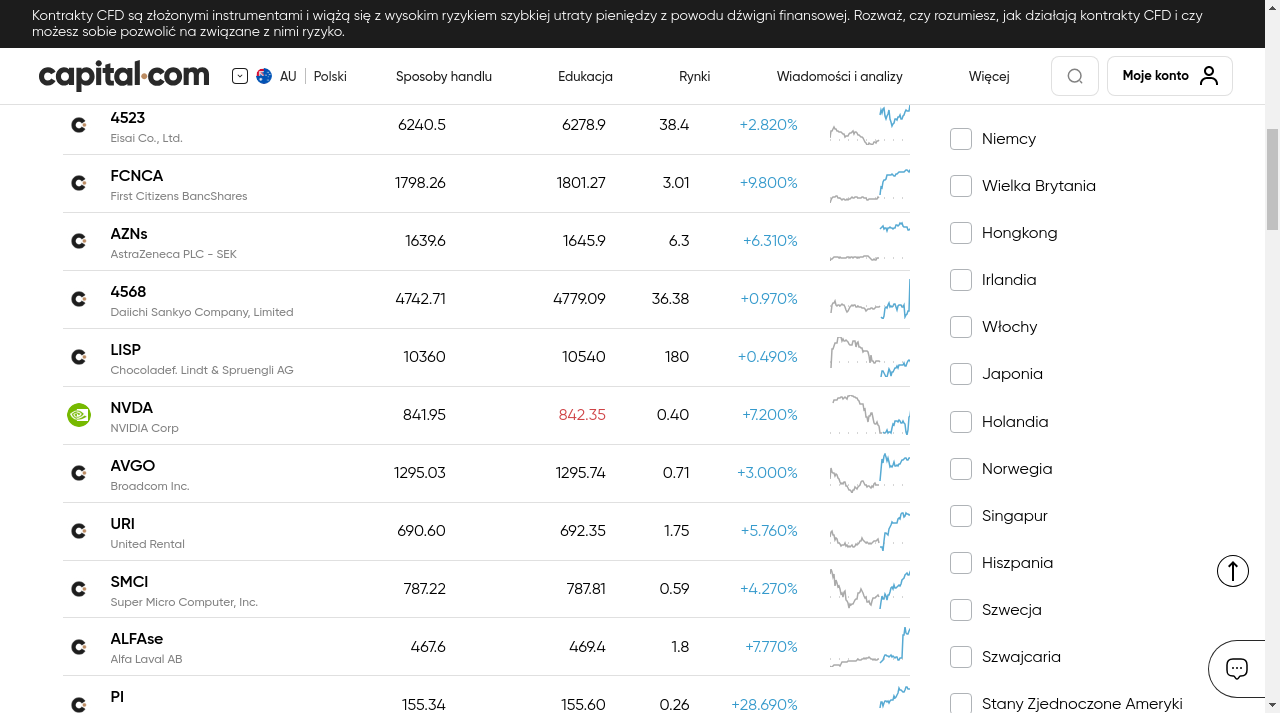 Kontrakty CFD są złożonymi instrumentami i wiążą się z wysokim ryzykiem szybkiej utraty pieniędzy z powodu dźwigni finansowej. Rozważ, czy rozumiesz, jak działają kontrakty CFD i czy
możesz sobie pozwolić na związane z nimi ryzyko.
capital.com AU Polski Sposoby handlu Edukacja Rynki Wiadomości i analizy Więcej Moje konto
4523 6240.5 6278.9 38.4 +2.820%
Eisai Co., Ltd.
FCNCA 1798.26 1801.27 3.01 +9.800%
First Citizens BancShares
AZNs 1639.6 1645.9 6.3 +6.310%
AstraZeneca PLC - SEK
4568 4742.71 4779.09 36.38 +0.970%
Daiichi Sankyo Company, Limited
LISP 10360 10540 180 +0.490%
Chocoladef. Lindt & Spruengli AG
NVDA 841.95 842.35 0.40 +7.200%
NVIDIA Corp
AVGO 1295.03 1295.74 0.71 +3.000%
Broadcom Inc.
URI 690.60 692.35 1.75 +5.760%
United Rental
SMCI 787.22 787.81 0.59 +4.270%
Super Micro Computer, Inc.
ALFAse 467.6 469.4 1.8 +7.770%
Alfa Laval AB
PI 155.34 155.60 0.26 +28.690%
Niemcy
Wielka Brytania
Hongkong
Irlandia
Włochy
Japonia
Holandia
Norwegia
Singapur
Hiszpania
Szwecja
Szwajcaria
Stany Zjednoczone Ameryki